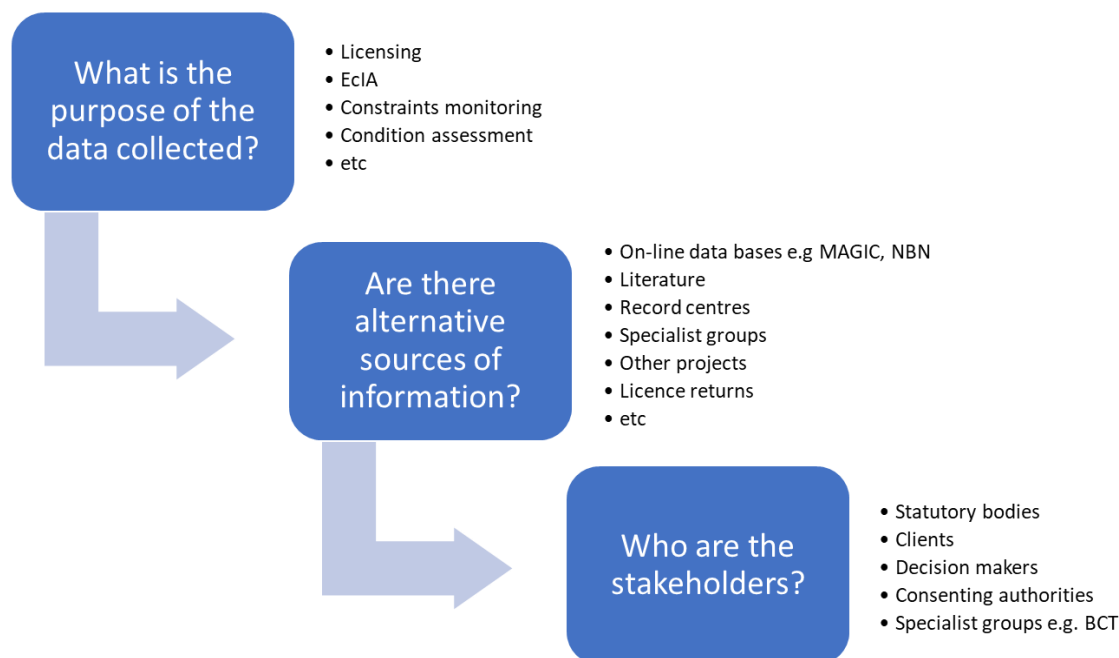 What is the
purpose of the
data collected?
• Licensing
• EcIA
• Constraints monitoring
• Condition assessment
• etc
Are there
alternative
sources of
information?
• On-line data bases e.g MAGIC, NBN
• Literature
• Record centres
• Specialist groups
• Other projects
• Licence returns
• etc
Who are the
stakeholders?
• Statutory bodies
• Clients
• Decision makers
• Consenting authorities
• Specialist groups e.g. BCT